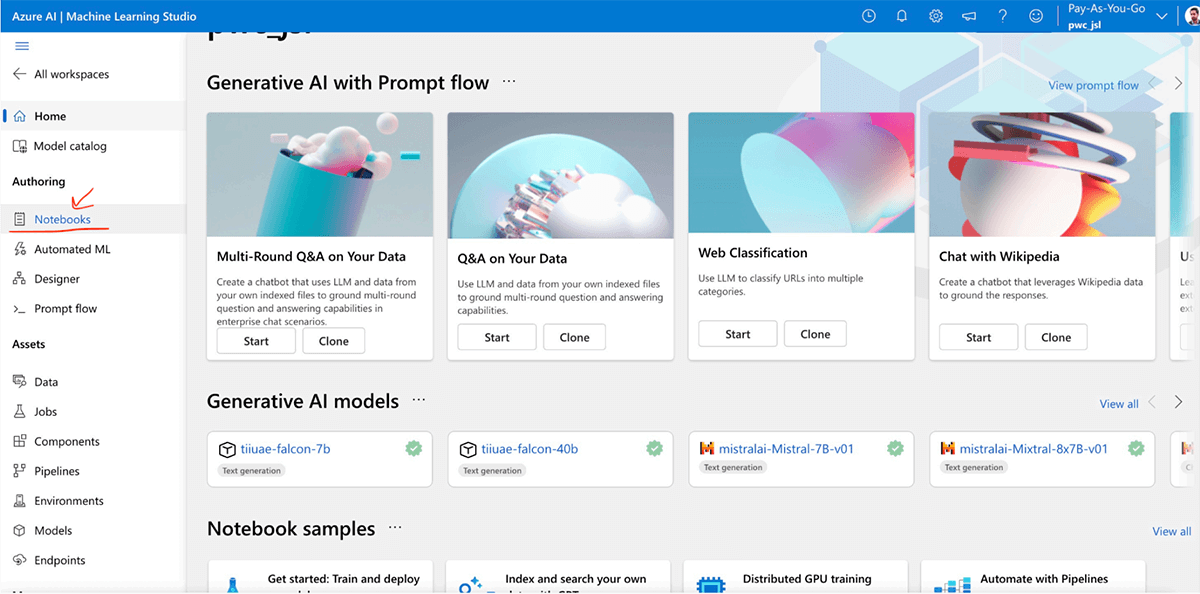 Azure AI | Machine Learning Studio
Pay-As-You-Go
pwc_jsl
All workspaces
Home
Model catalog
Authoring
Notebooks
Automated ML
Designer
Prompt flow
Assets
Data
Jobs
Components
Pipelines
Environments
Models
Endpoints
pwc_jsl
Generative AI with Prompt flow ...
View prompt flow
Multi-Round Q&A on Your Data
Create a chatbot that uses LLM and data from
your own indexed files to ground multi-round
question and answering capabilities in
enterprise chat scenarios.
Start Clone
Q&A on Your Data
Use LLM and data from your own indexed files
to ground multi-round question and answering
capabilities.
Start Clone
Web Classification
Use LLM to classify URLs into multiple
categories.
Start Clone
Chat with Wikipedia
Create a chatbot that leverages Wikipedia data
to ground the responses.
Start Clone
Generative AI models ...
View all
tiiuae-falcon-7b
Text generation
tiiuae-falcon-40b
Text generation
mistralai-Mistral-7B-v01
Text generation
mistralai-Mixtral-8x7B-v01
Text generation
Notebook samples ...
View all
Get started: Train and deploy
Index and search your own
Distributed GPU training
Automate with Pipelines